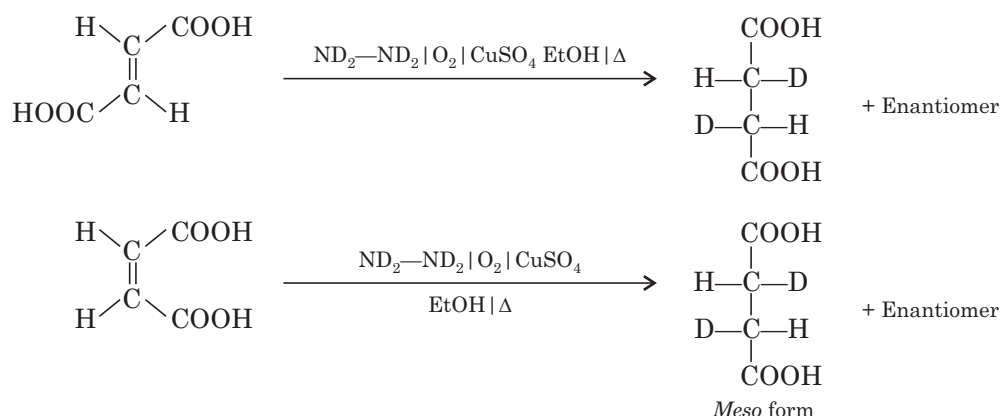 H COOH
C
C
HOOC H
ND₂—ND₂|O₂|CuSO₄ EtOH|Δ
COOH
H—C—D
D—C—H
COOH
+ Enantiomer
H COOH
C
C
H COOH
ND₂—ND₂|O₂|CuSO₄
EtOH|Δ
COOH
H—C—D
D—C—H
COOH
Meso form
+ Enantiomer